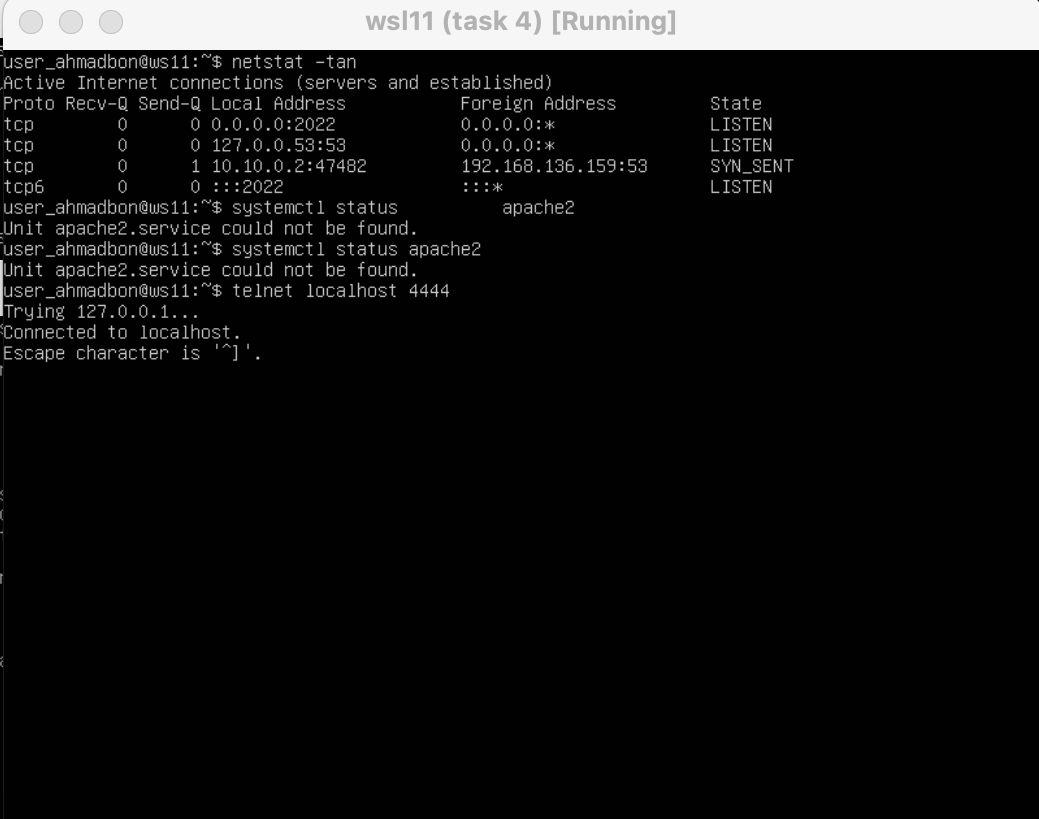 wsl11 (task 4) [Running]
user_ahmadbon@ws11:~$ netstat -tan
Active Internet connections (servers and established)
Proto Recv-Q Send-Q Local Address           Foreign Address         State
tcp        0      0 0.0.0.0:2022            0.0.0.0:*               LISTEN
tcp        0      0 127.0.0.53:53           0.0.0.0:*               LISTEN
tcp        0      1 10.10.0.2:47482         192.168.136.159:53      SYN_SENT
tcp6       0      0 :::2022                 :::*                    LISTEN
user_ahmadbon@ws11:~$ systemctl status          apache2
Unit apache2.service could not be found.
user_ahmadbon@ws11:~$ systemctl status apache2
Unit apache2.service could not be found.
user_ahmadbon@ws11:~$ telnet localhost 4444
Trying 127.0.0.1...
Connected to localhost.
Escape character is '^]'.